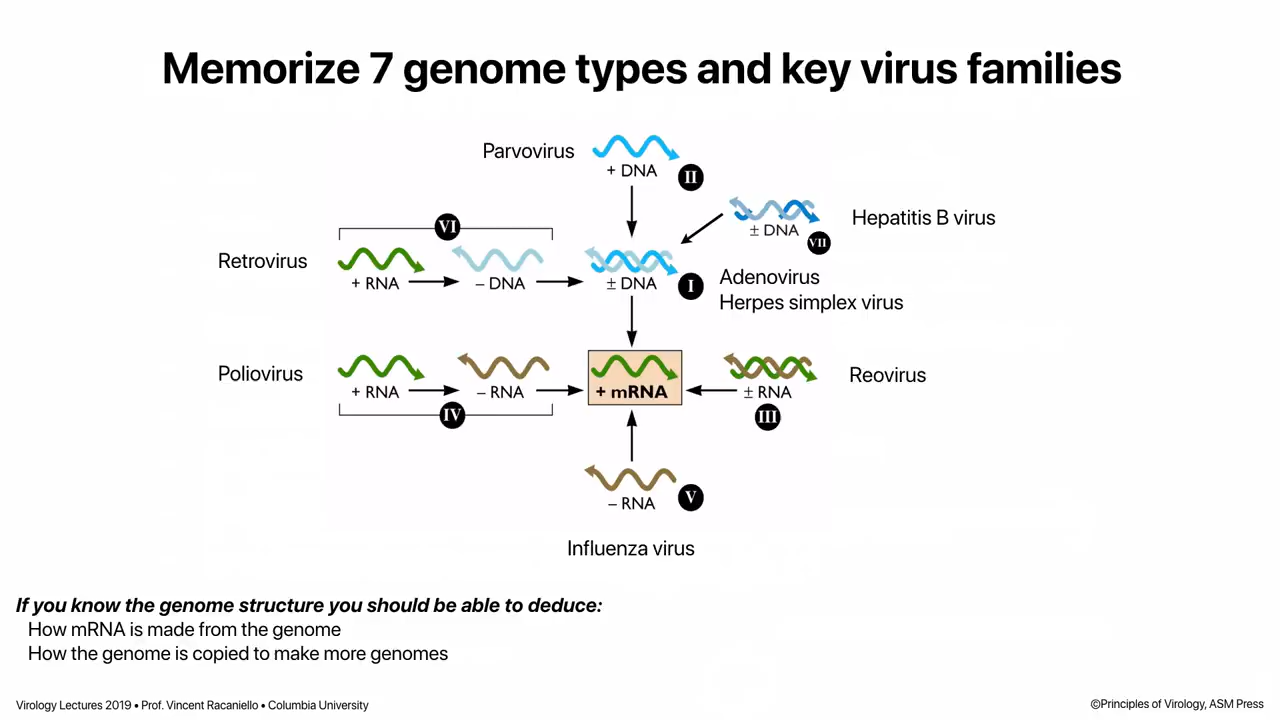 Memorize 7 genome types and key virus families
Parvovirus
+ DNA
II
± DNA
VII
Hepatitis B virus
VI
Retrovirus
+ RNA
– DNA
± DNA
I
Adenovirus
Herpes simplex virus
Poliovirus
+ RNA
– RNA
IV
+ mRNA
± RNA
III
Reovirus
– RNA
V
Influenza virus
If you know the genome structure you should be able to deduce:
How mRNA is made from the genome
How the genome is copied to make more genomes
Virology Lectures 2019 • Prof. Vincent Racaniello • Columbia University
©Principles of Virology, ASM Press